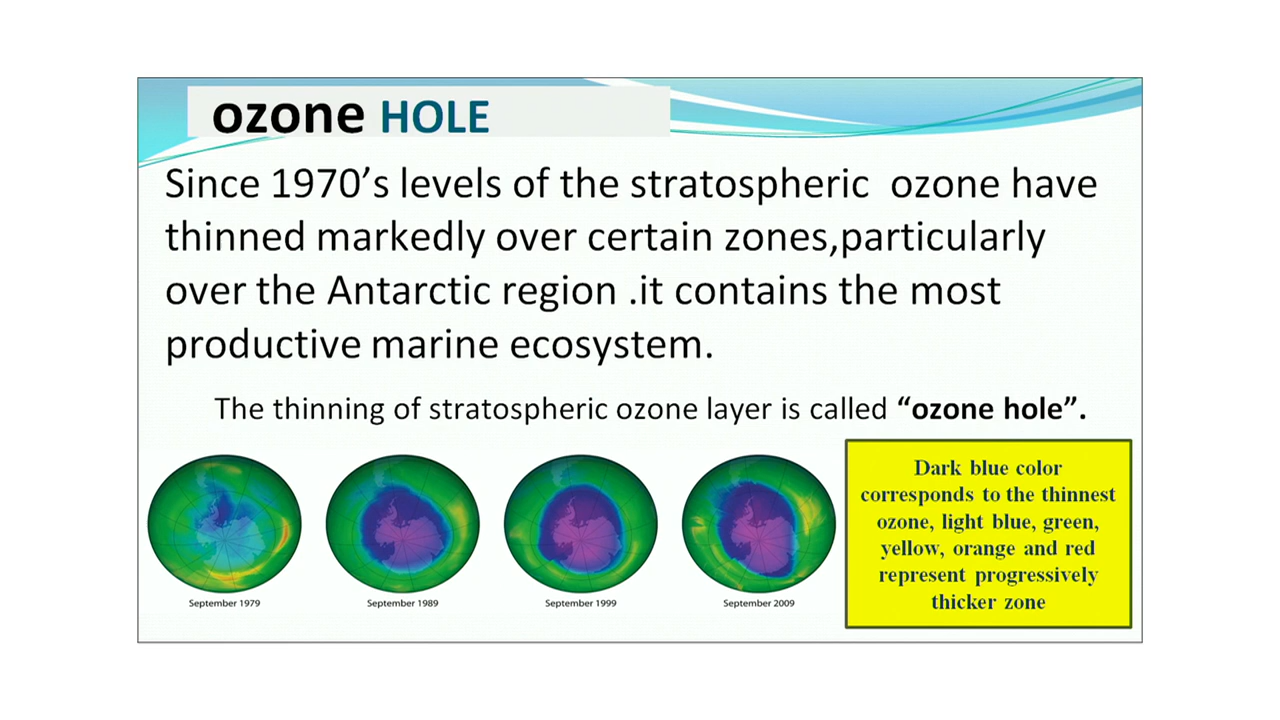 ozone HOLE
Since 1970’s levels of the stratospheric ozone have
thinned markedly over certain zones,particularly
over the Antarctic region .it contains the most
productive marine ecosystem.
The thinning of stratospheric ozone layer is called “ozone hole”.
September 1979
September 1989
September 1999
September 2009
Dark blue color
corresponds to the thinnest
ozone, light blue, green,
yellow, orange and red
represent progressively
thicker zone